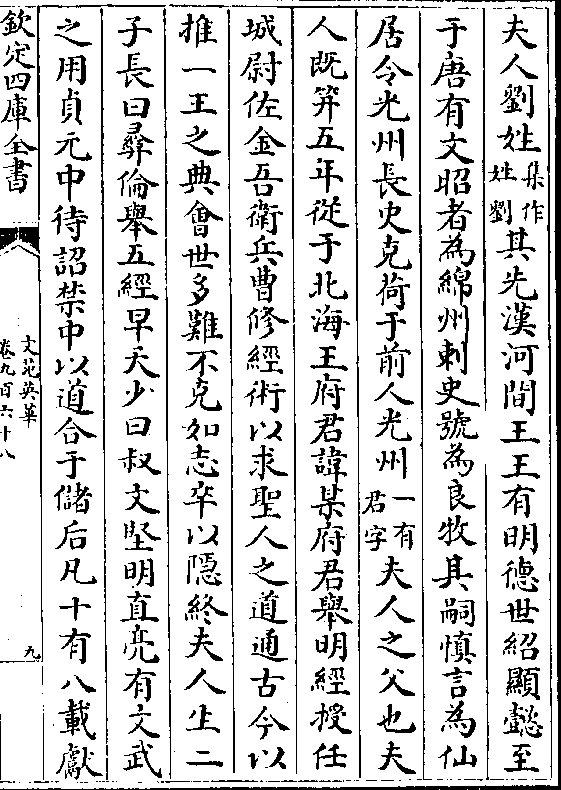 夫人劉姓集作姓劉其先漢河間王王有明德世紹顯懿至
于唐有文昭者為綿州刺史號為良牧其嗣慎言為仙
居令光州長史克荷于前人光州一有君字夫人之父也夫
人既笄五年從于北海王府君諱某府君舉明經授任
城尉佐金吾衛兵曹修經術以求聖人之道通古今以
推一王之典會世多難不克如志卒以隱終夫人生二
子長曰彛倫舉五經早夭少曰叔文堅明直亮有文武
之用貞元中待詔禁中以道合于儲后凡十有八載獻
欽定四庫全書
文苑英華
卷九百六十八
九